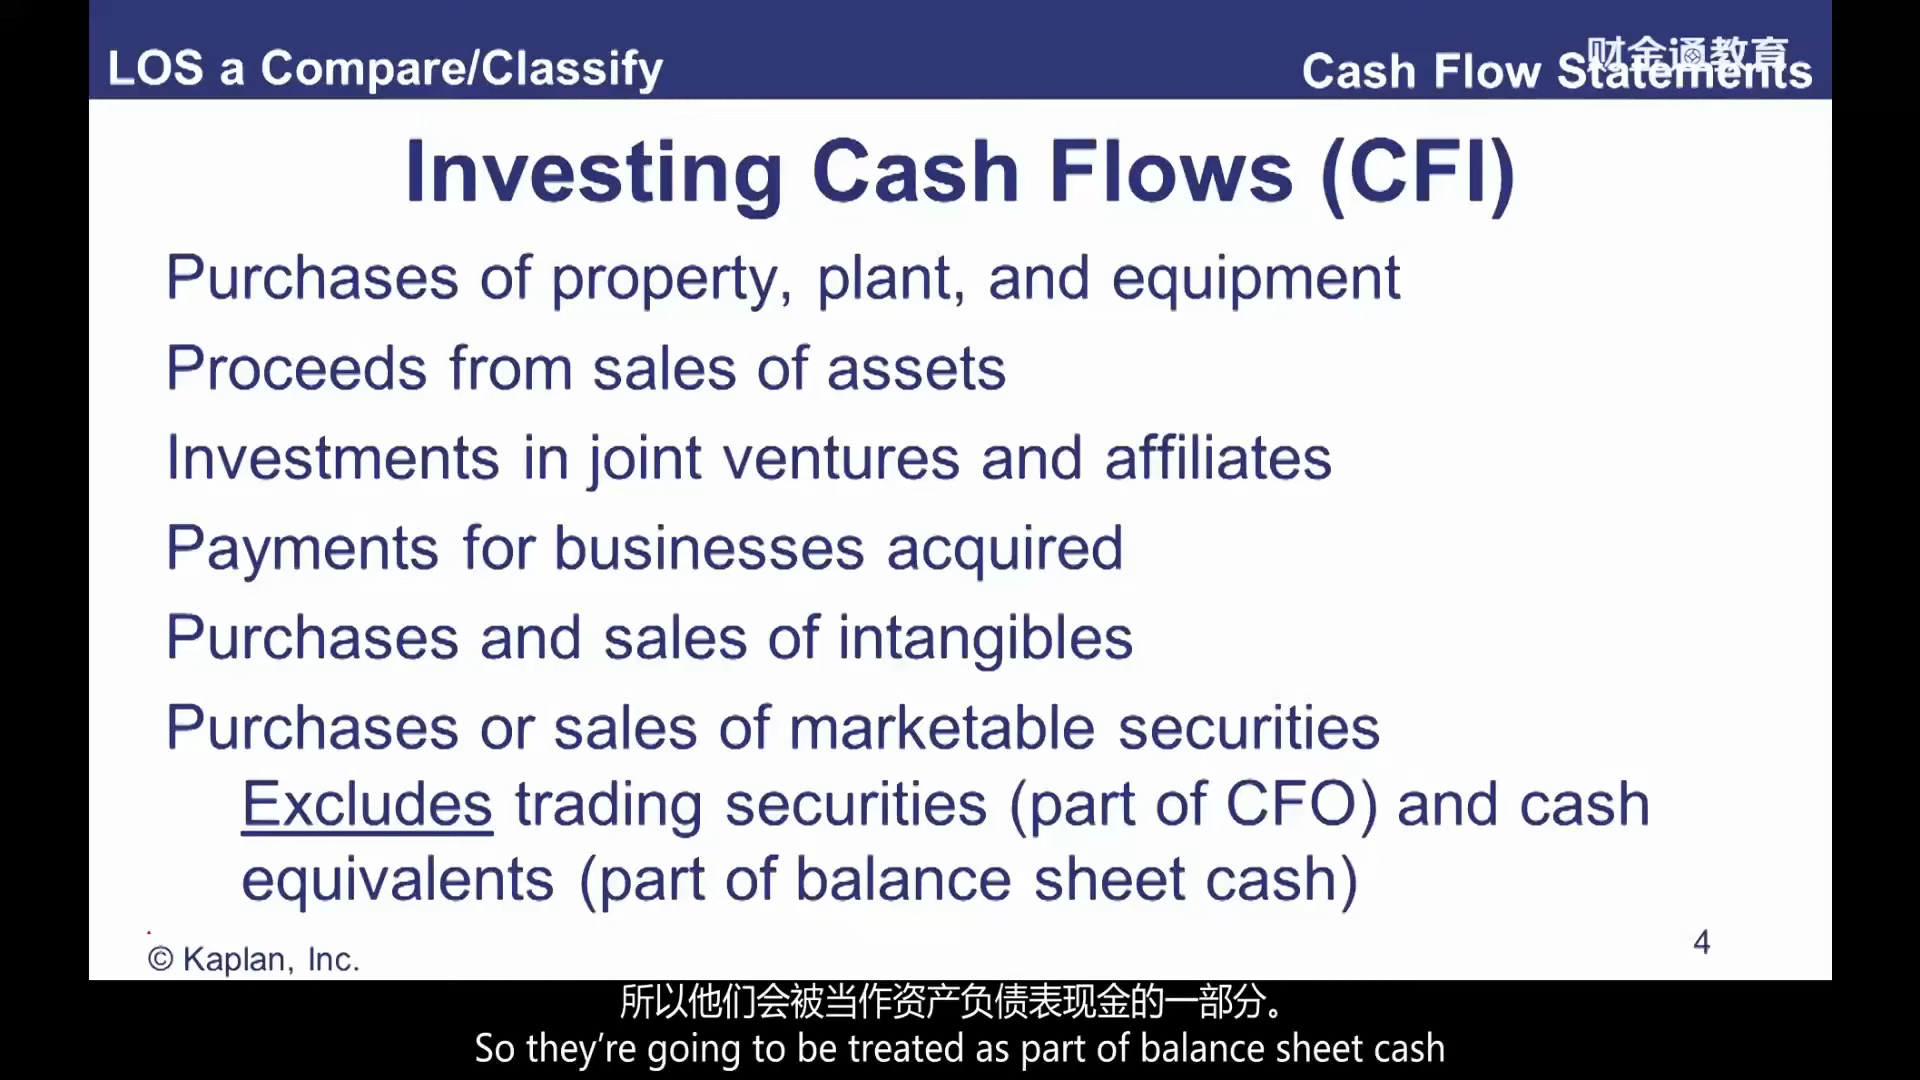 LOS a Compare/Classify
财金通教育
Cash Flow Statements
Investing Cash Flows (CFI)
Purchases of property, plant, and equipment
Proceeds from sales of assets
Investments in joint ventures and affiliates
Payments for businesses acquired
Purchases and sales of intangibles
Purchases or sales of marketable securities
Excludes trading securities (part of CFO) and cash
equivalents (part of balance sheet cash)
© Kaplan, Inc.
4
所以他们会被当作资产负债表现金的一部分。
So they're going to be treated as part of balance sheet cash